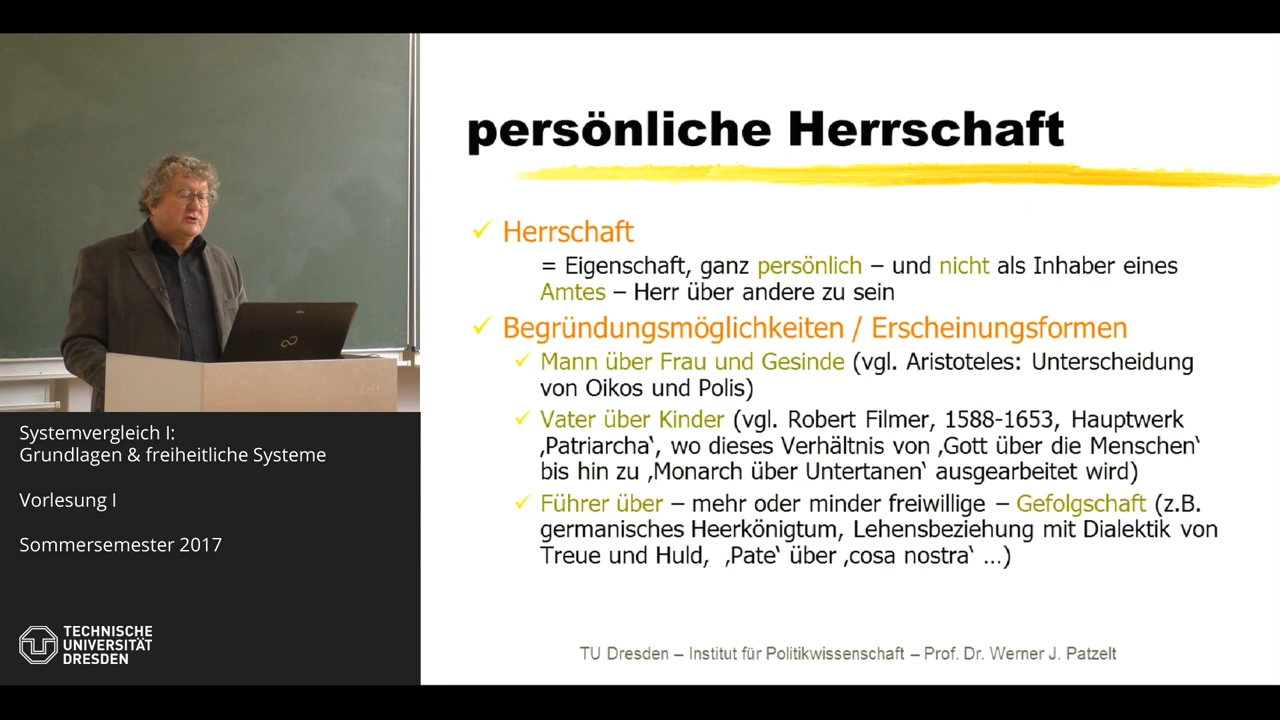 persönliche Herrschaft
Herrschaft
= Eigenschaft, ganz persönlich – und nicht als Inhaber eines
Amtes – Herr über andere zu sein
Begründungsmöglichkeiten / Erscheinungsformen
Mann über Frau und Gesinde (vgl. Aristoteles: Unterscheidung
von Oikos und Polis)
Vater über Kinder (vgl. Robert Filmer, 1588-1653, Hauptwerk
‚Patriarcha‘, wo dieses Verhältnis von ‚Gott über die Menschen‘
bis hin zu ‚Monarch über Untertanen‘ ausgearbeitet wird)
Führer über – mehr oder minder freiwillige – Gefolgschaft (z.B.
germanisches Heerkönigtum, Lehensbeziehung mit Dialektik von
Treue und Huld, ‚Pate‘ über ‚cosa nostra‘ …)
TU Dresden – Institut für Politikwissenschaft – Prof. Dr. Werner J. Patzelt
Systemvergleich I:
Grundlagen & freiheitliche Systeme
Vorlesung I
Sommersemester 2017
TECHNISCHE
UNIVERSITÄT
DRESDEN